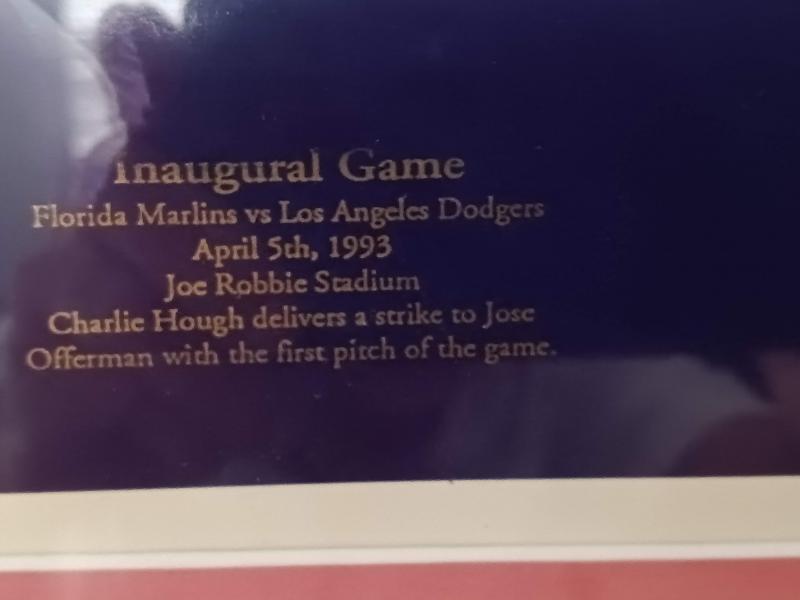 Inaugural Game
Florida Marlins vs Los Angeles Dodgers
April 5th, 1993
Joe Robbie Stadium
Charlie Hough delivers a strike to Jose
Offerman with the first pitch of the game.